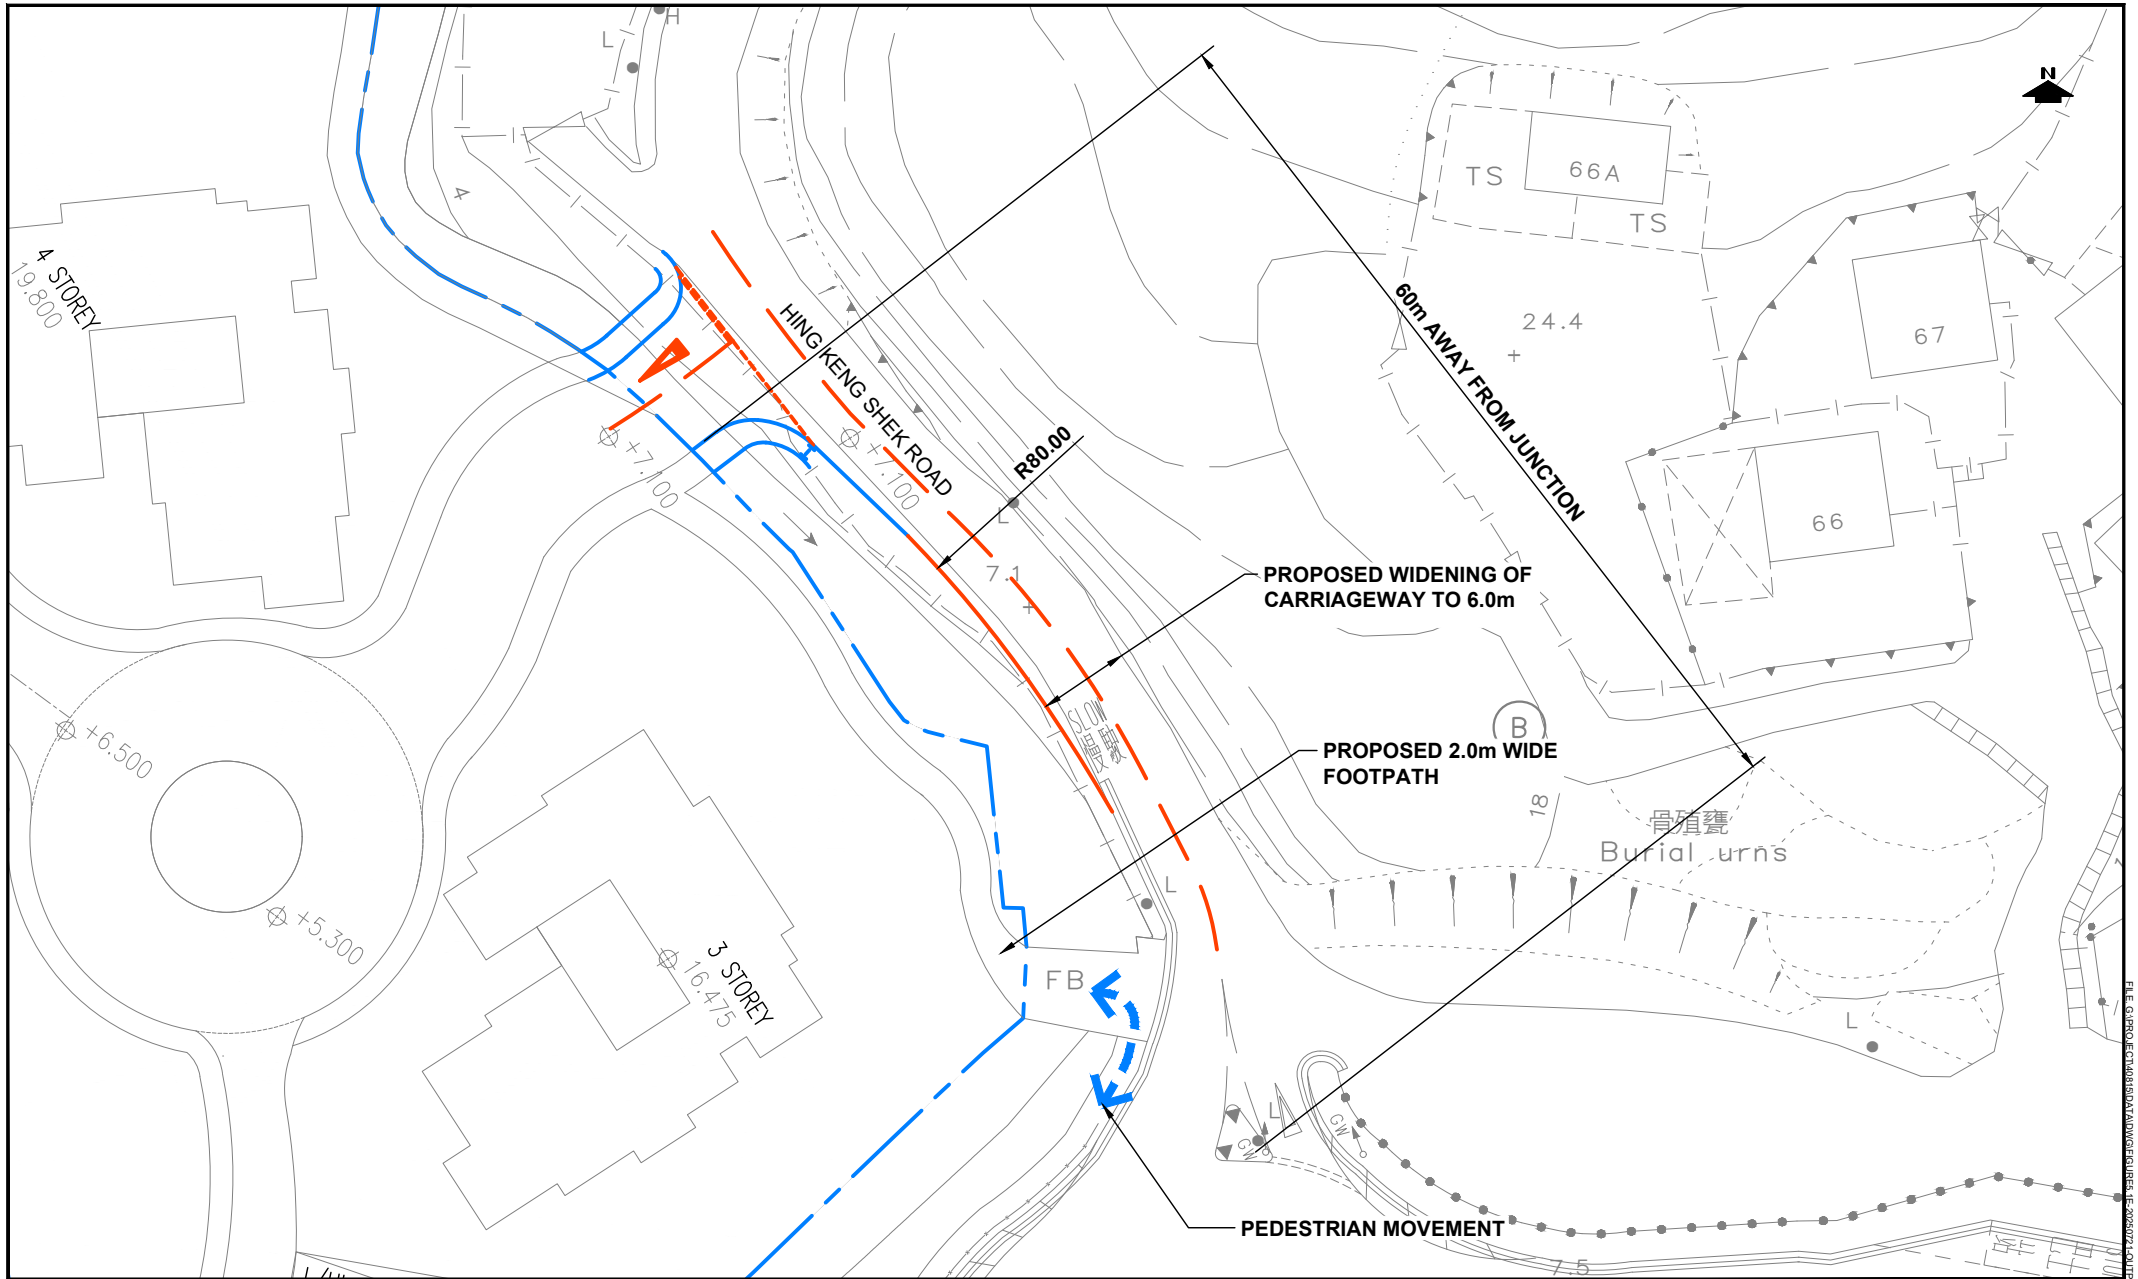 H
L
N
4
TS
66A
TS
4 STOREY
19.800
HING KENG SHEK ROAD
60m AWAY FROM JUNCTION
24.4
67
+7.100
+7.100
R80.00
L
66
7.1
PROPOSED WIDENING OF
CARRIAGEWAY TO 6.0m
SLOW
慢駛
B
+6.500
PROPOSED 2.0m WIDE
FOOTPATH
18
骨殖甕
Burial urns
L
+5.300
3 STOREY
16.475
FB
L
L
GW
GW
PEDESTRIAN MOVEMENT
7.5